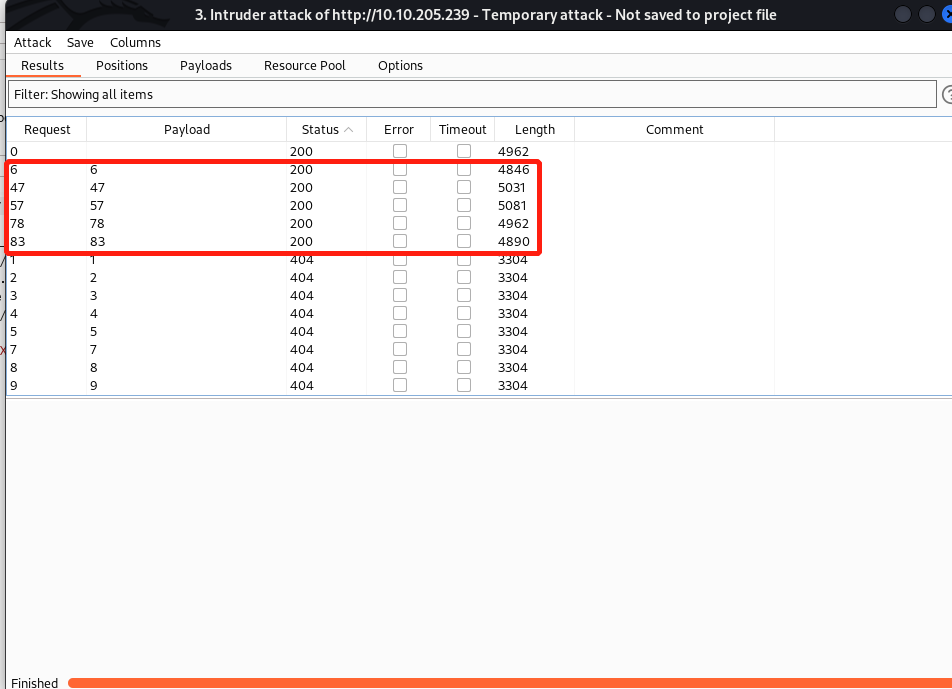 3. Intruder attack of http://10.10.205.239 - Temporary attack - Not saved to project file
Attack Save Columns
Results Positions Payloads Resource Pool Options
Filter: Showing all items
Request Payload Status Error Timeout Length Comment
0 200 4962
6 6 200 4846
47 47 200 5031
57 57 200 5081
78 78 200 4962
83 83 200 4890
1 1 404 3304
2 2 404 3304
3 3 404 3304
4 4 404 3304
5 5 404 3304
7 7 404 3304
8 8 404 3304
9 9 404 3304
Finished